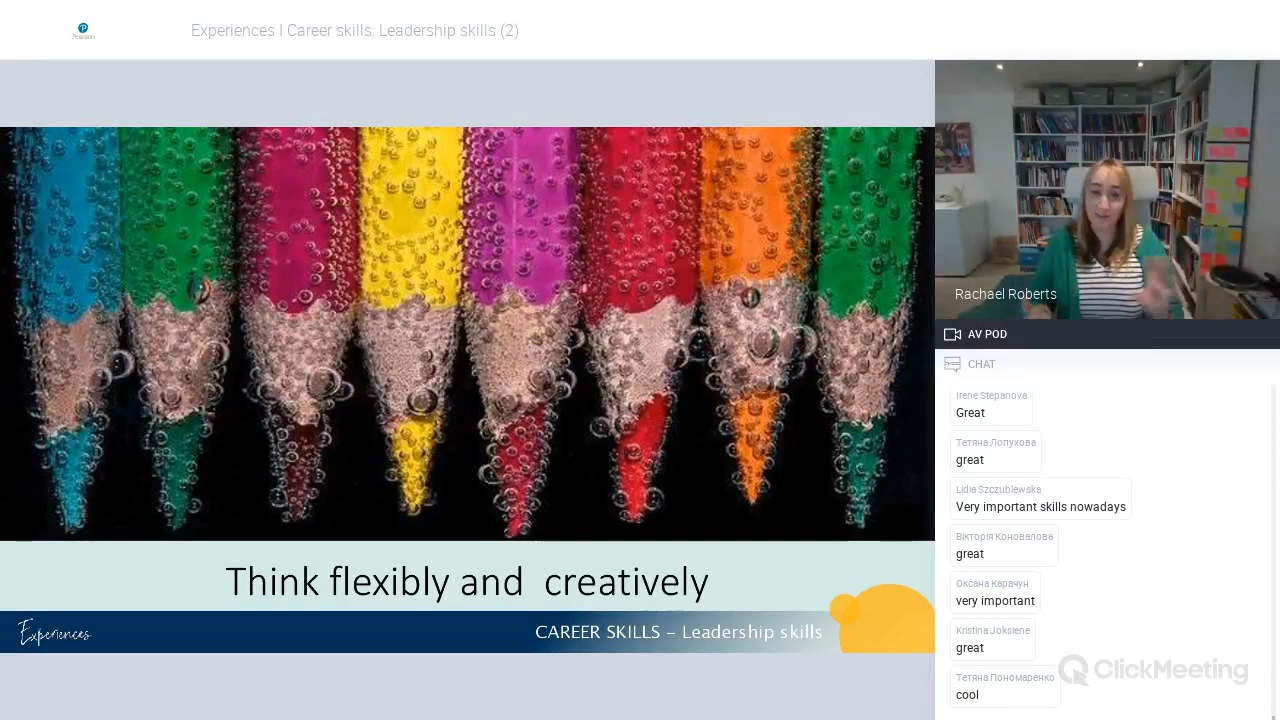 Pearson
Experiences I Career skills: Leadership skills (2)
Rachael Roberts
AV POD
CHAT
Irene Stepanova
Great
Тетяна Лопухова
great
Lidia Szczublewska
Very important skills nowadays
Вікторія Коновалова
great
Оксана Карачун
very important
Kristina Joksiene
great
Тетяна Пономаренко
cool
ClickMeeting
Think flexibly and creatively
Experiences
CAREER SKILLS – Leadership skills